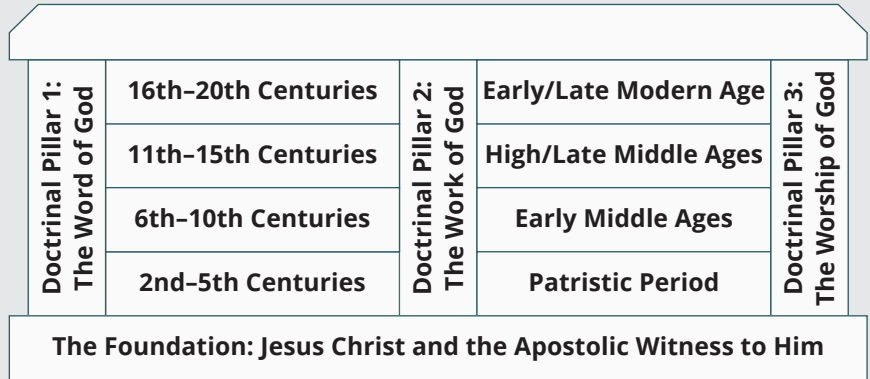 Doctrinal Pillar 1:
The Word of God
16th–20th Centuries
11th–15th Centuries
6th–10th Centuries
2nd–5th Centuries
Doctrinal Pillar 2:
The Work of God
Early/Late Modern Age
High/Late Middle Ages
Early Middle Ages
Patristic Period
Doctrinal Pillar 3:
The Worship of God
The Foundation: Jesus Christ and the Apostolic Witness to Him